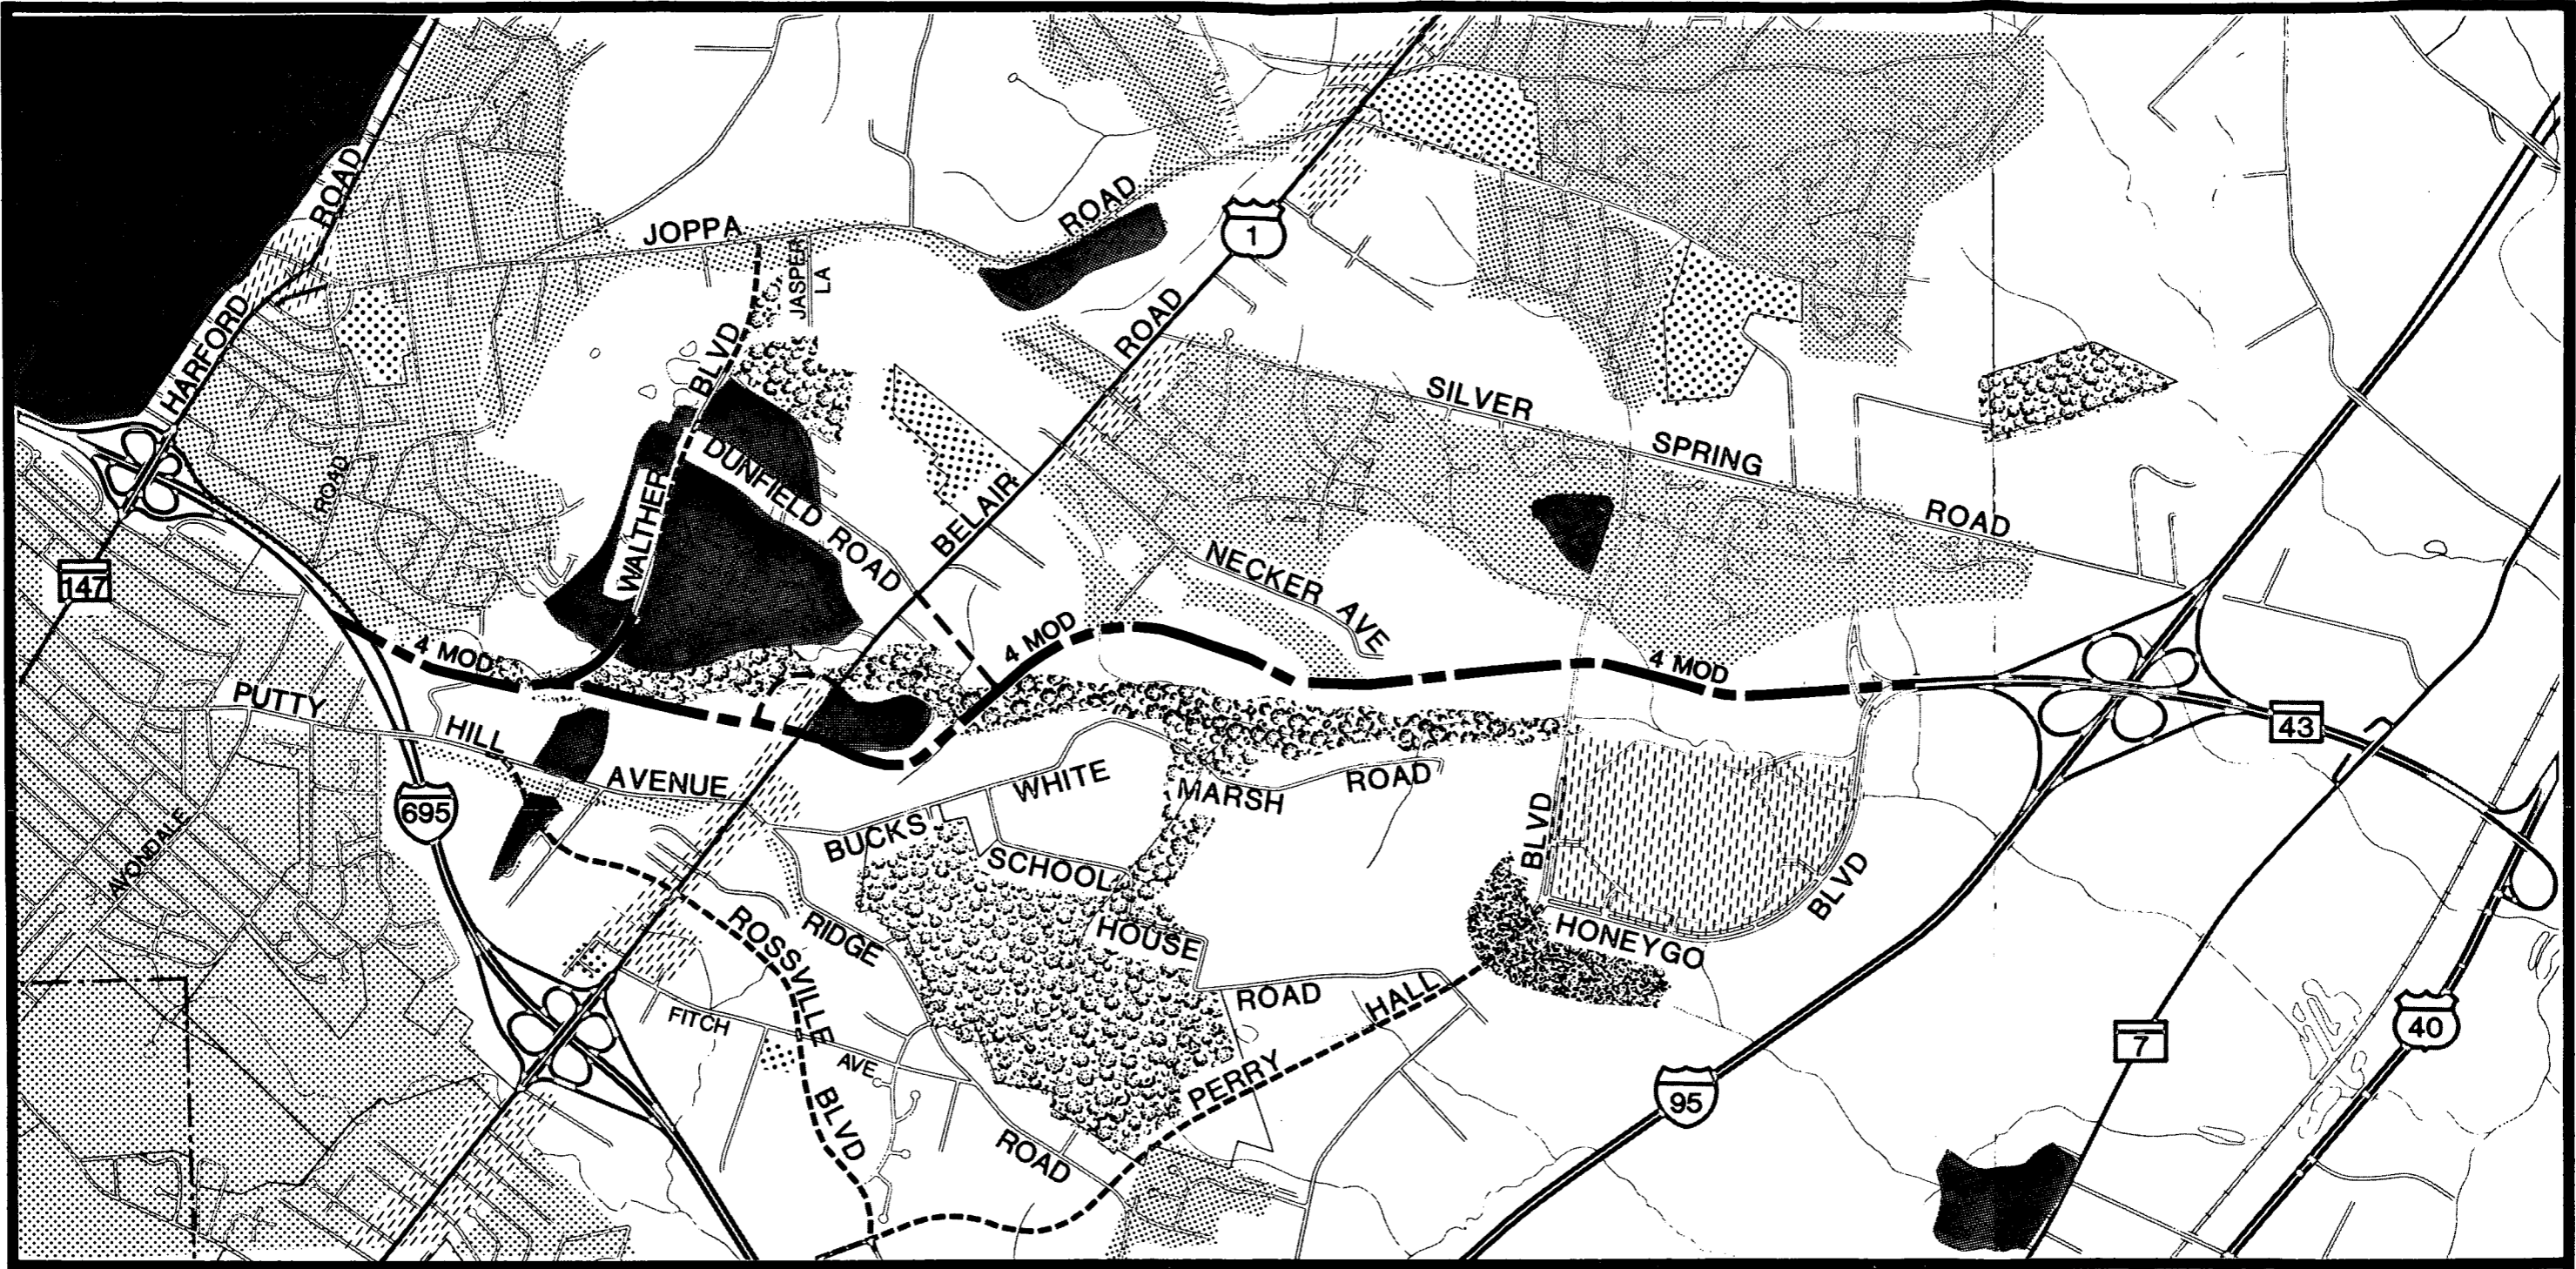 HARFORD
ROAD
JOPPA
ROAD
1
JASPER
LA
BLVD
WALTHER
DUNFIELD ROAD
BELAIR
ROAD
SILVER
SPRING
ROAD
NECKER AVE
ROAD
147
4 MOD
4 MOD
4 MOD
43
PUTTY
HILL
AVENUE
695
AVONDALE
BUCKS
SCHOOL
HOUSE
ROAD
WHITE
MARSH
ROAD
BLVD
HONEYGO
BLVD
ROSSVILLE
BLVD
RIDGE
ROAD
FITCH
AVE
PERRY
HALL
95
7
40